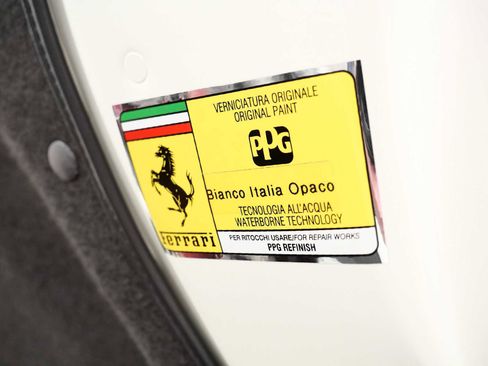 VERNICIATURA ORIGINALE
ORIGINAL PAINT
PPG
Bianco Italia Opaco
TECNOLOGIA ALL'ACQUA
WATERBORNE TECHNOLOGY
Ferrari
PER RITOCCHI USARE/FOR REPAIR WORKS
PPG REFINISH